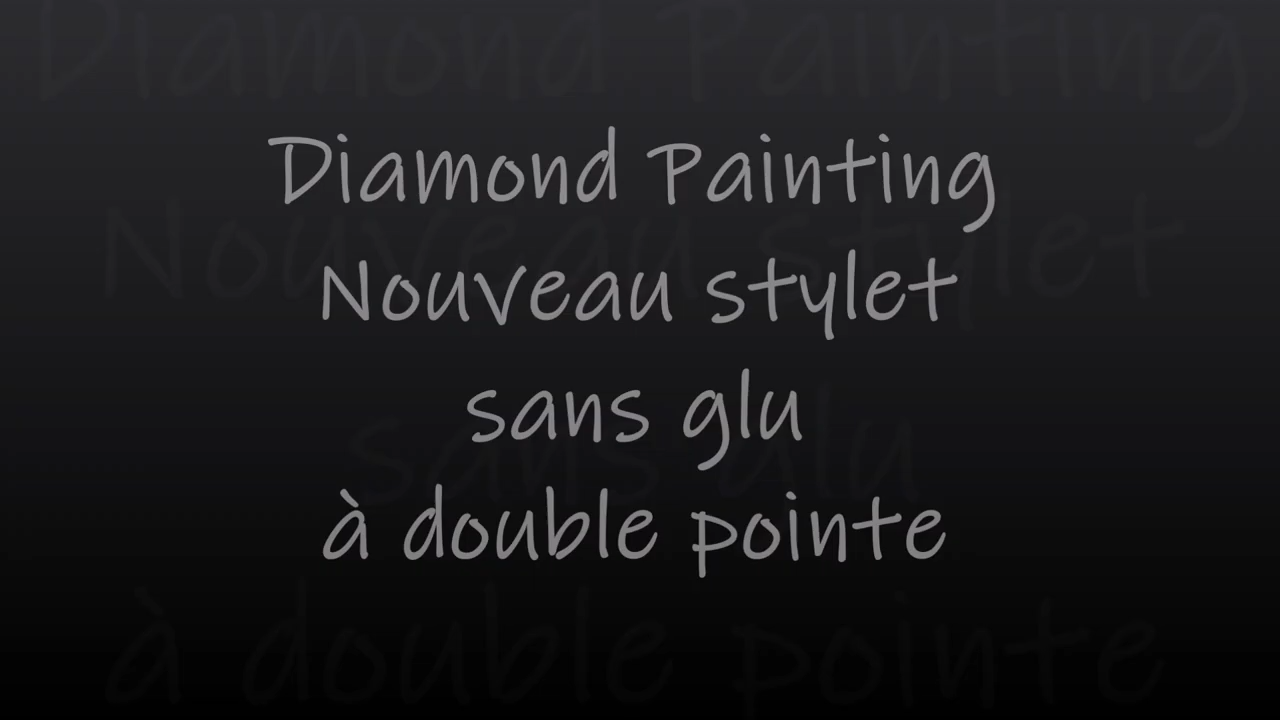 Diamond Painting
Nouveau stylet
sans glu
à double pointe